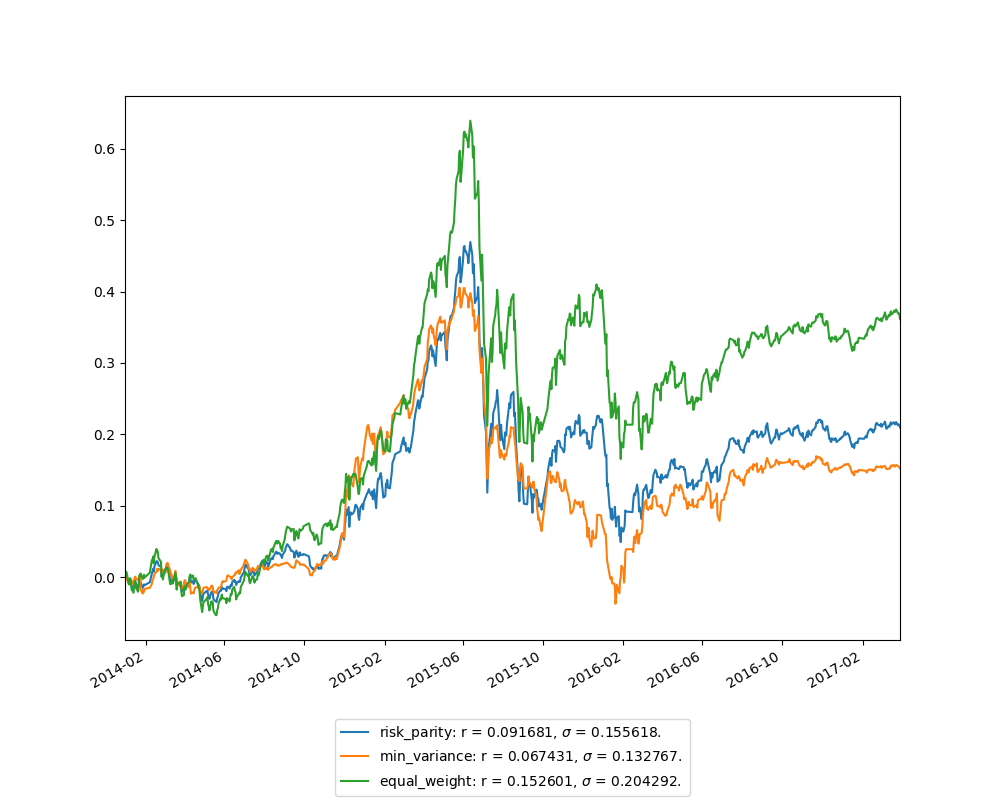 0.6
0.5
0.4
0.3
0.2
0.1
0.0
2014-02 2014-06 2014-10 2015-02 2015-06 2015-10 2016-02 2016-06 2016-10 2017-02
risk_parity: r = 0.091681, σ = 0.155618.
min_variance: r = 0.067431, σ = 0.132767.
equal_weight: r = 0.152601, σ = 0.204292.